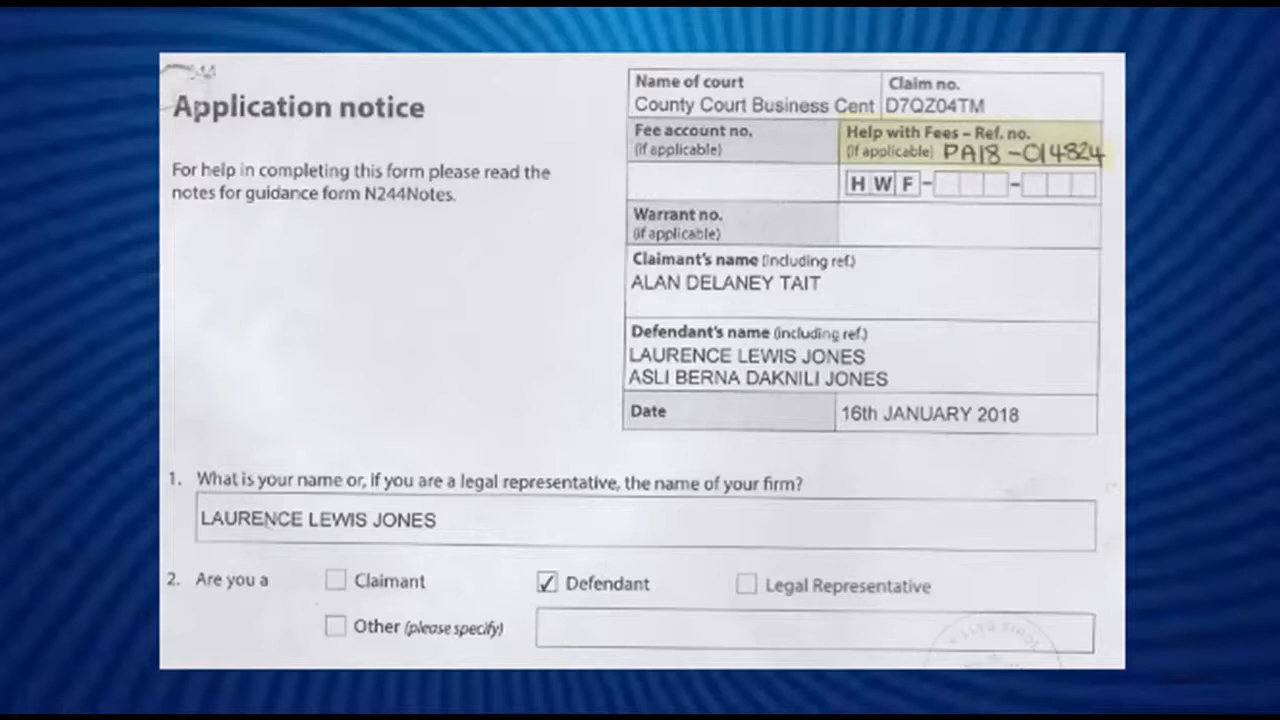 Application notice
For help in completing this form please read the
notes for guidance form N244Notes.
Name of court
County Court Business Cent
Claim no.
D7QZ04TM
Fee account no.
(if applicable)
Help with Fees – Ref. no.
(if applicable) PA18-014824
H W F - -
Warrant no.
(if applicable)
Claimant's name (including ref.)
ALAN DELANEY TAIT
Defendant's name (including ref.)
LAURENCE LEWIS JONES
ASLI BERNA DAKNILI JONES
Date
16th JANUARY 2018
1. What is your name or, if you are a legal representative, the name of your firm?
LAURENCE LEWIS JONES
2. Are you a
Claimant
Defendant
Legal Representative
Other (please specify)